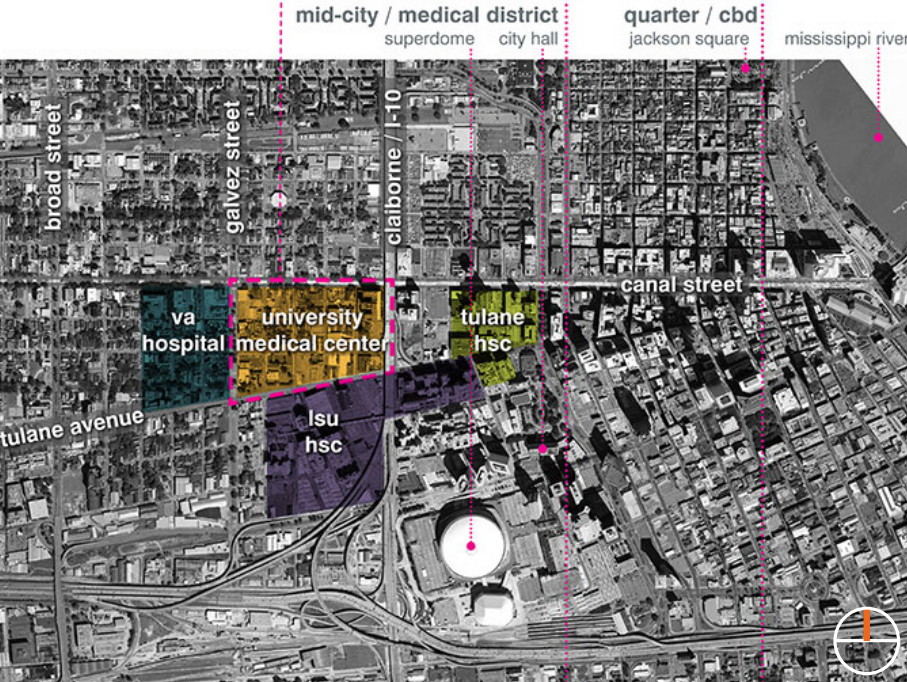 mid-city / medical district
quarter / cbd
superdome
city hall
jackson square
mississippi river
broad street
galvez street
claiborne / I-10
canal street
va
hospital
university
medical center
tulane
hsc
lsu
hsc
tulane avenue